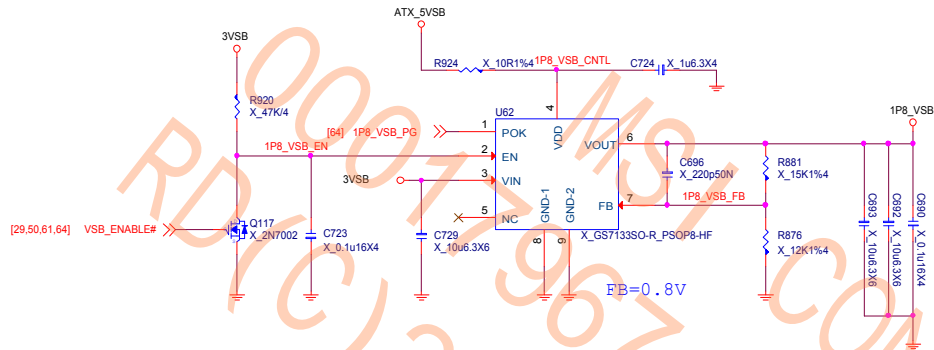 ATX_5VSB
3VSB
R924
X_10R1%4
1P8_VSB_CNTL
C724
X_1u6.3X4
R920
X_47K/4
U62
4
1P8_VSB
[64] 1P8_VSB_PG
1
POK
VDD
VOUT
6
1P8_VSB_EN
2
EN
C696
X_220p50N
R881
X_15K1%4
3VSB
3
VIN
1P8_VSB_FB
FB
7
5
NC
GND-1
GND-2
[29,50,61,64] VSB_ENABLE#
Q117
X_2N7002
C723
X_0.1u16X4
C729
X_10u6.3X6
8
9
X_GS7133SO-R_PSOP8-HF
R876
X_12K1%4
C693
X_10u6.3X6
C692
X_10u6.3X6
C690
X_0.1u16X4
FB=0.8V
MSI